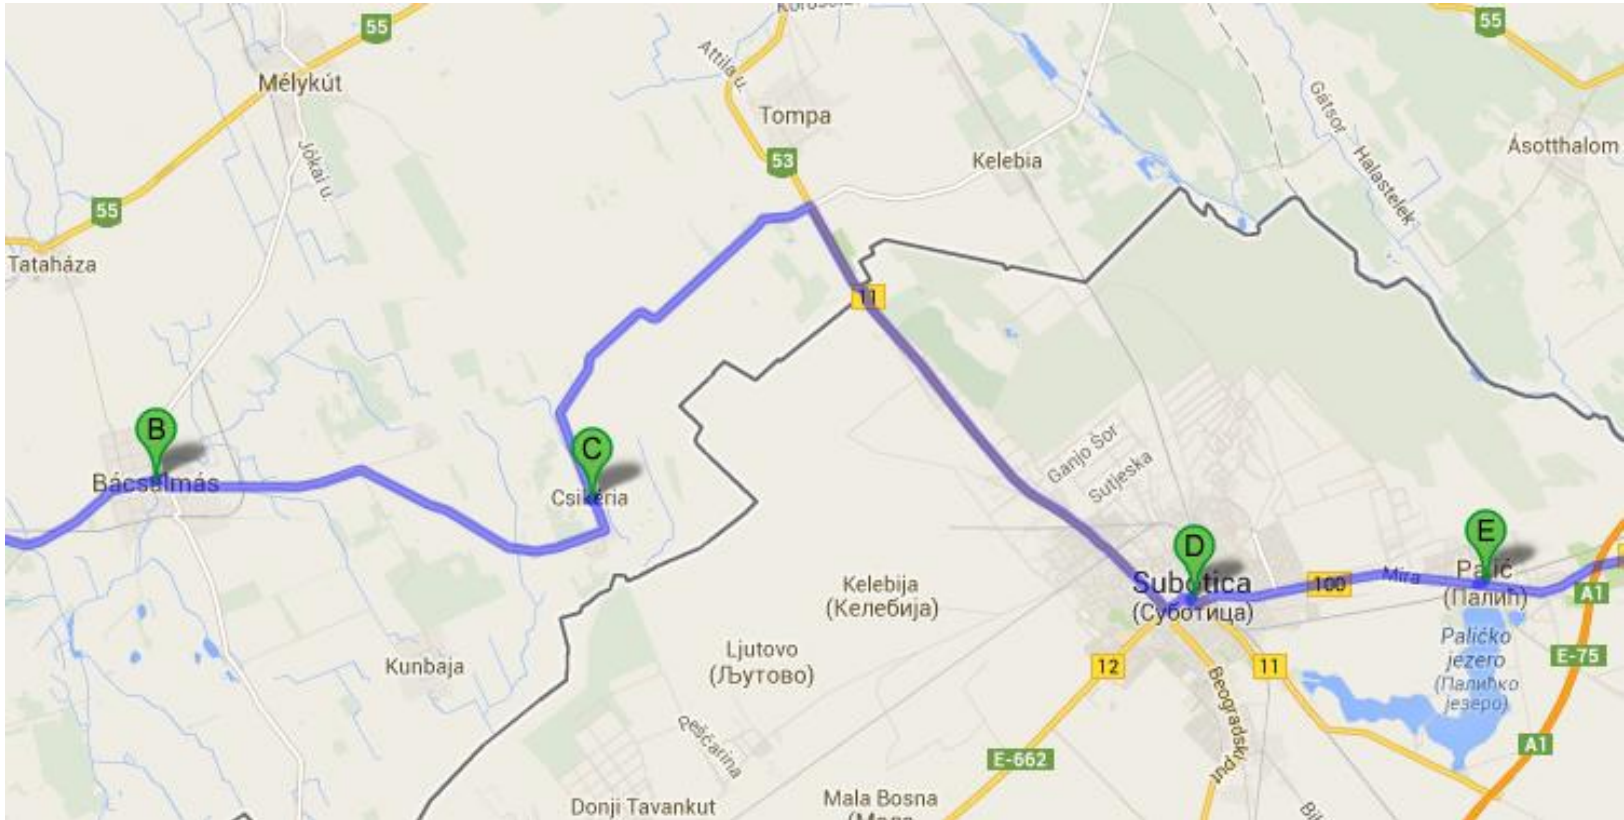 55
Mélykút
Jókai u.
55
Tataháza
Attila u.
Tompa
53
Kelebia
55
Gátsor
Halastelek
Ásotthalom
11
B
Bácsalmás
C
Csikéria
Ganjo Šor
Sutjeska
D
Subotica
(Суботица)
100
Mira
E
Palić
(Палић)
A1
Kelebija
(Келебија)
Ljutovo
(Љутово)
Kunbaja
Peščarina
12
11
Beogradski put
Palićko
jezero
(Палићко
језеро)
E-75
A1
E-662
Donji Tavankut
Mala Bosna